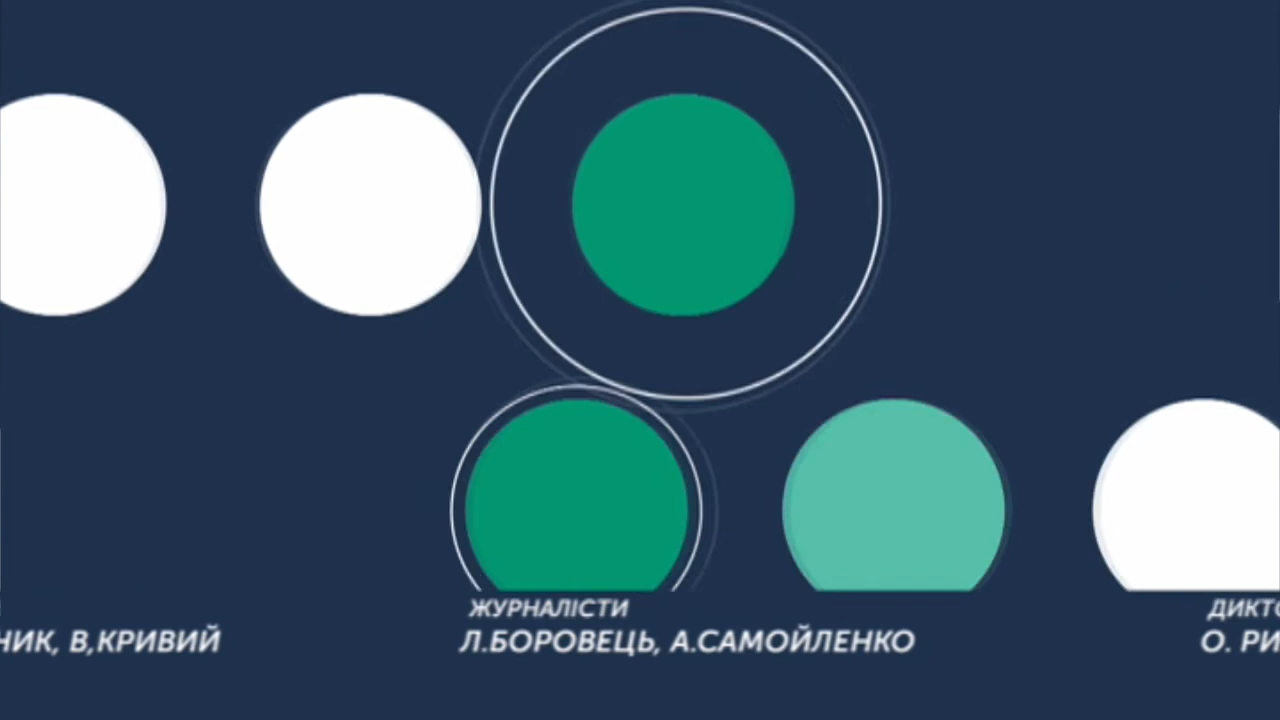 ЖУРНАЛІСТИ
НИК, В,КРИВИЙ Л.БОРОВЕЦЬ, А.САМОЙЛЕНКО О.